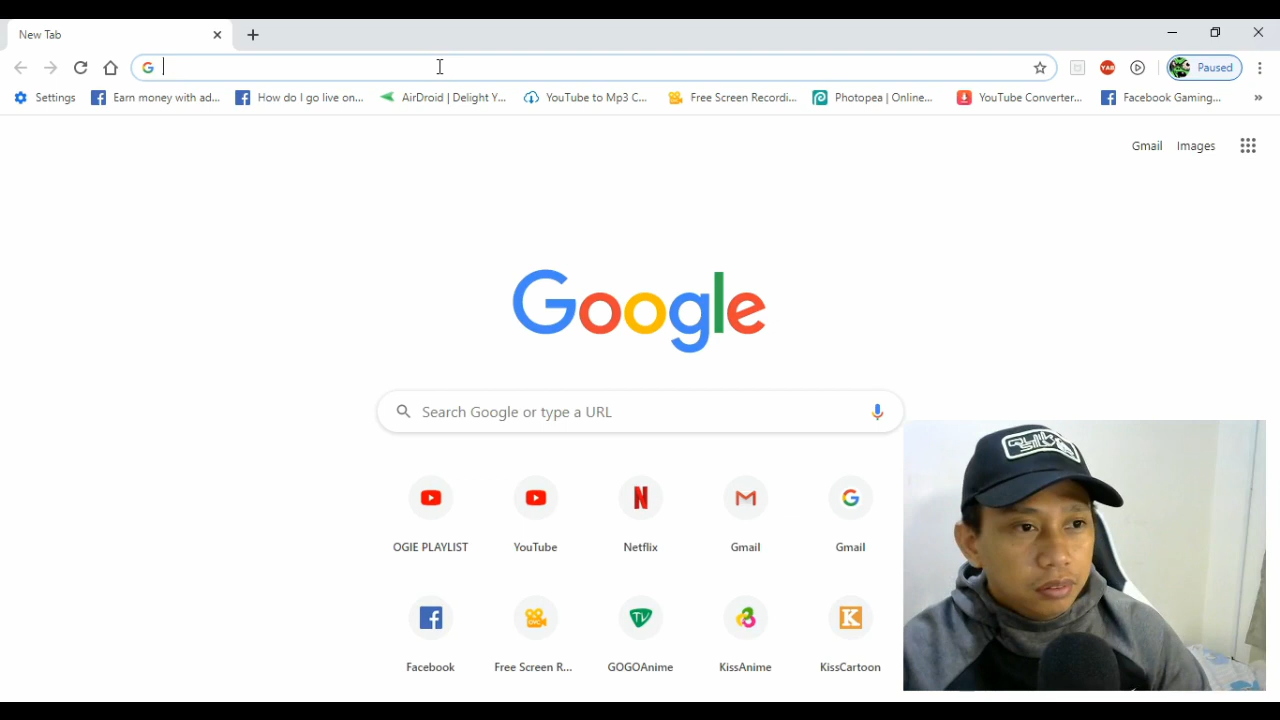 New Tab
Paused
Settings
Earn money with ad...
How do I go live on...
AirDroid | Delight Y...
YouTube to Mp3 C...
Free Screen Recordi...
Photopea | Online...
YouTube Converter...
Facebook Gaming...
»
Gmail
Images
Google
Search Google or type a URL
OGIE PLAYLIST
YouTube
Netflix
Gmail
Gmail
Facebook
Free Screen R...
GOGOAnime
KissAnime
KissCartoon
QUIKSILV